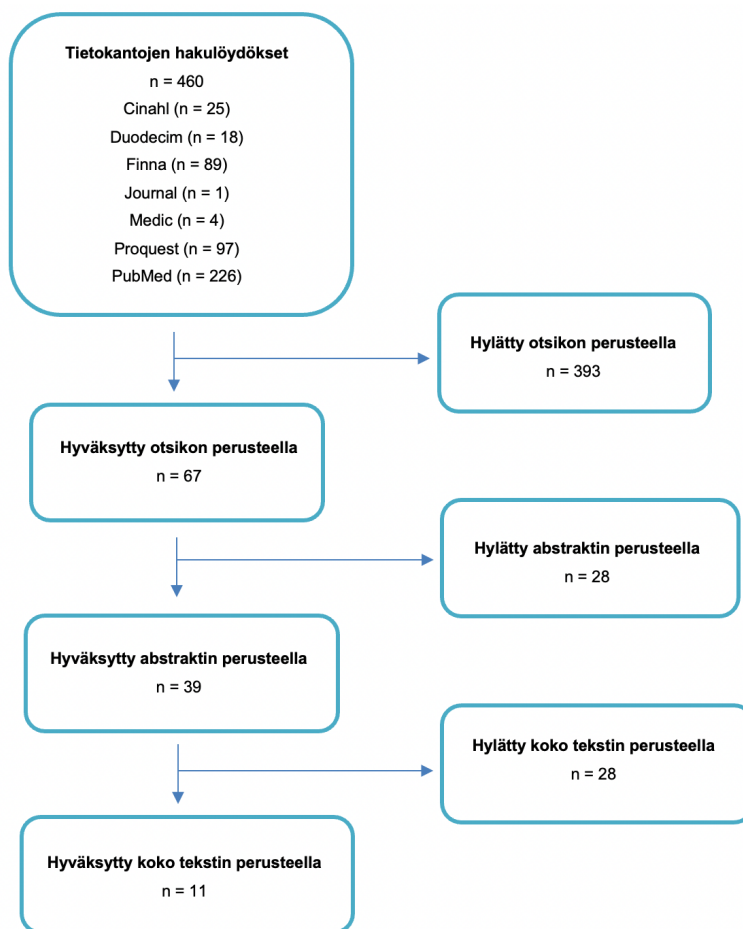 Tietokantojen hakulöydökset
n = 460
Cinahl (n = 25)
Duodecim (n = 18)
Finna (n = 89)
Journal (n = 1)
Medic (n = 4)
Proquest (n = 97)
PubMed (n = 226)
Hylätty otsikon perusteella
n = 393
Hyväksytty otsikon perusteella
n = 67
Hylätty abstraktin perusteella
n = 28
Hyväksytty abstraktin perusteella
n = 39
Hylätty koko tekstin perusteella
n = 28
Hyväksytty koko tekstin perusteella
n = 11